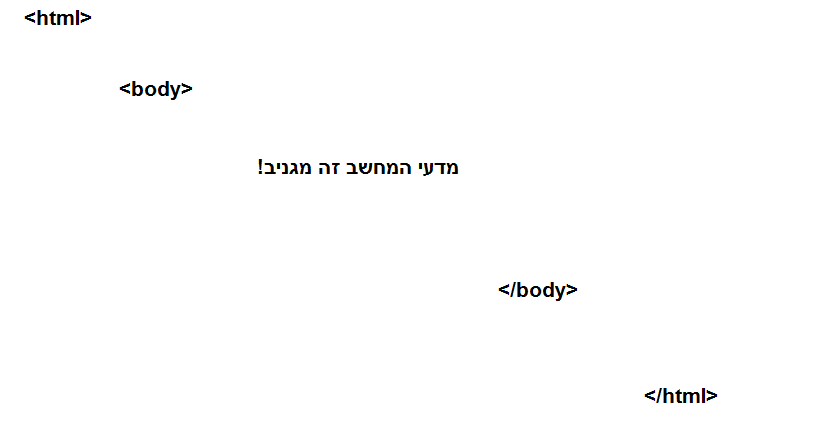 <html>
<body>
מדעי המחשב זה מגניב!
</body>
</html>